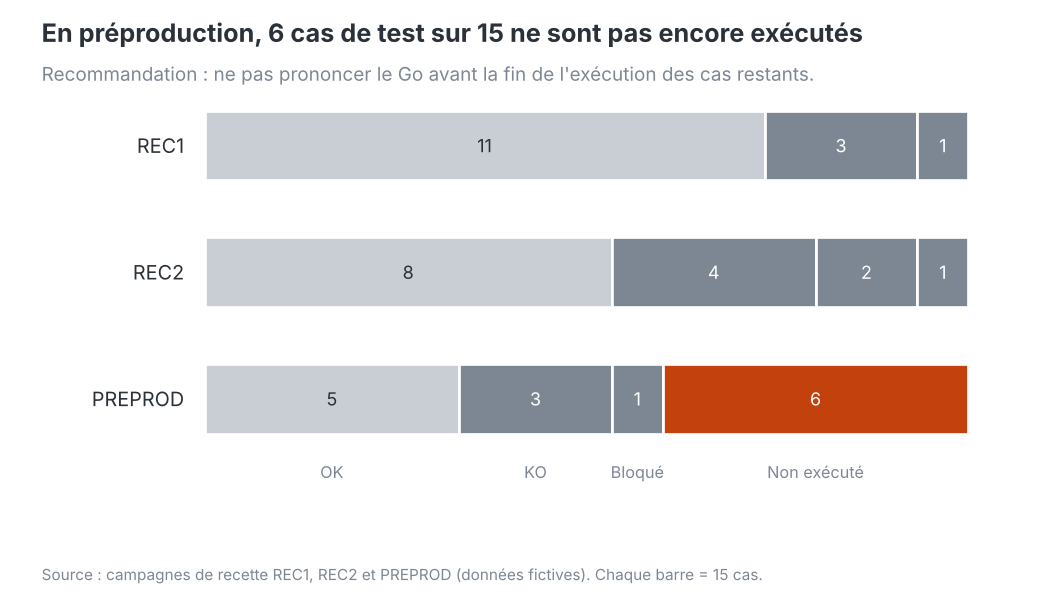 En préproduction, 6 cas de test sur 15 ne sont pas encore exécutés
Recommandation : ne pas prononcer le Go avant la fin de l'exécution des cas restants.
REC1 11 3 1
REC2 8 4 2 1
PREPROD 5 3 1 6
OK KO Bloqué Non exécuté
Source : campagnes de recette REC1, REC2 et PREPROD (données fictives). Chaque barre = 15 cas.